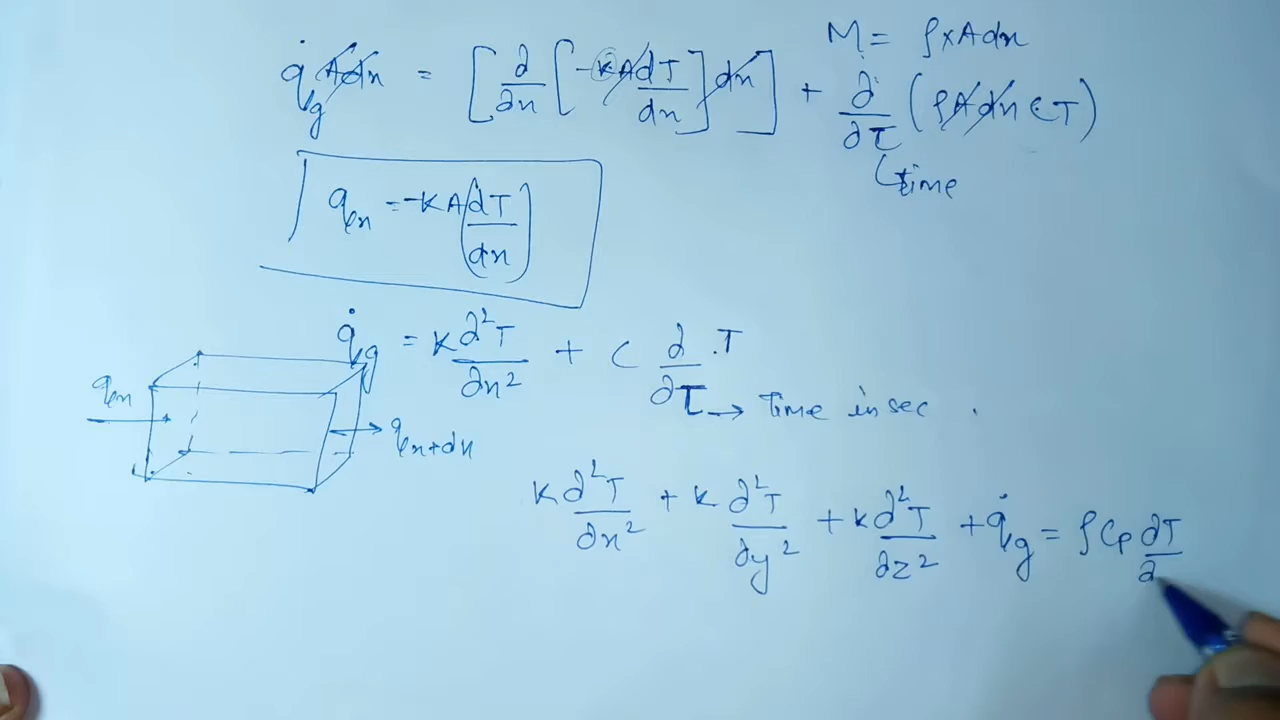 M = ρxAdx
q̇g Adx = [∂/∂x [-KA dT/dx] dx] + ∂/∂τ (ρAdx CT)
time
qx = -KA (dT/dx)
q̇g = K ∂²T/∂x² + C ∂/∂τ .T
→ Time in sec .
qx
qx+dx
K ∂²T/∂x² + K ∂²T/∂y² + K ∂²T/∂z² + q̇g = ρCp ∂T/∂